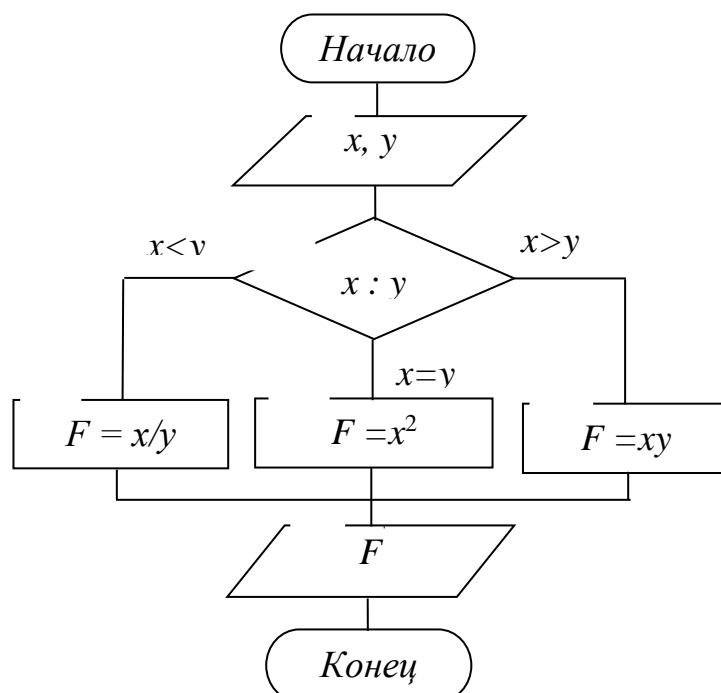 Начало
x, y
x<y
x>y
x : y
x=y
F = x/y
F =x²
F =xy
F
Конец